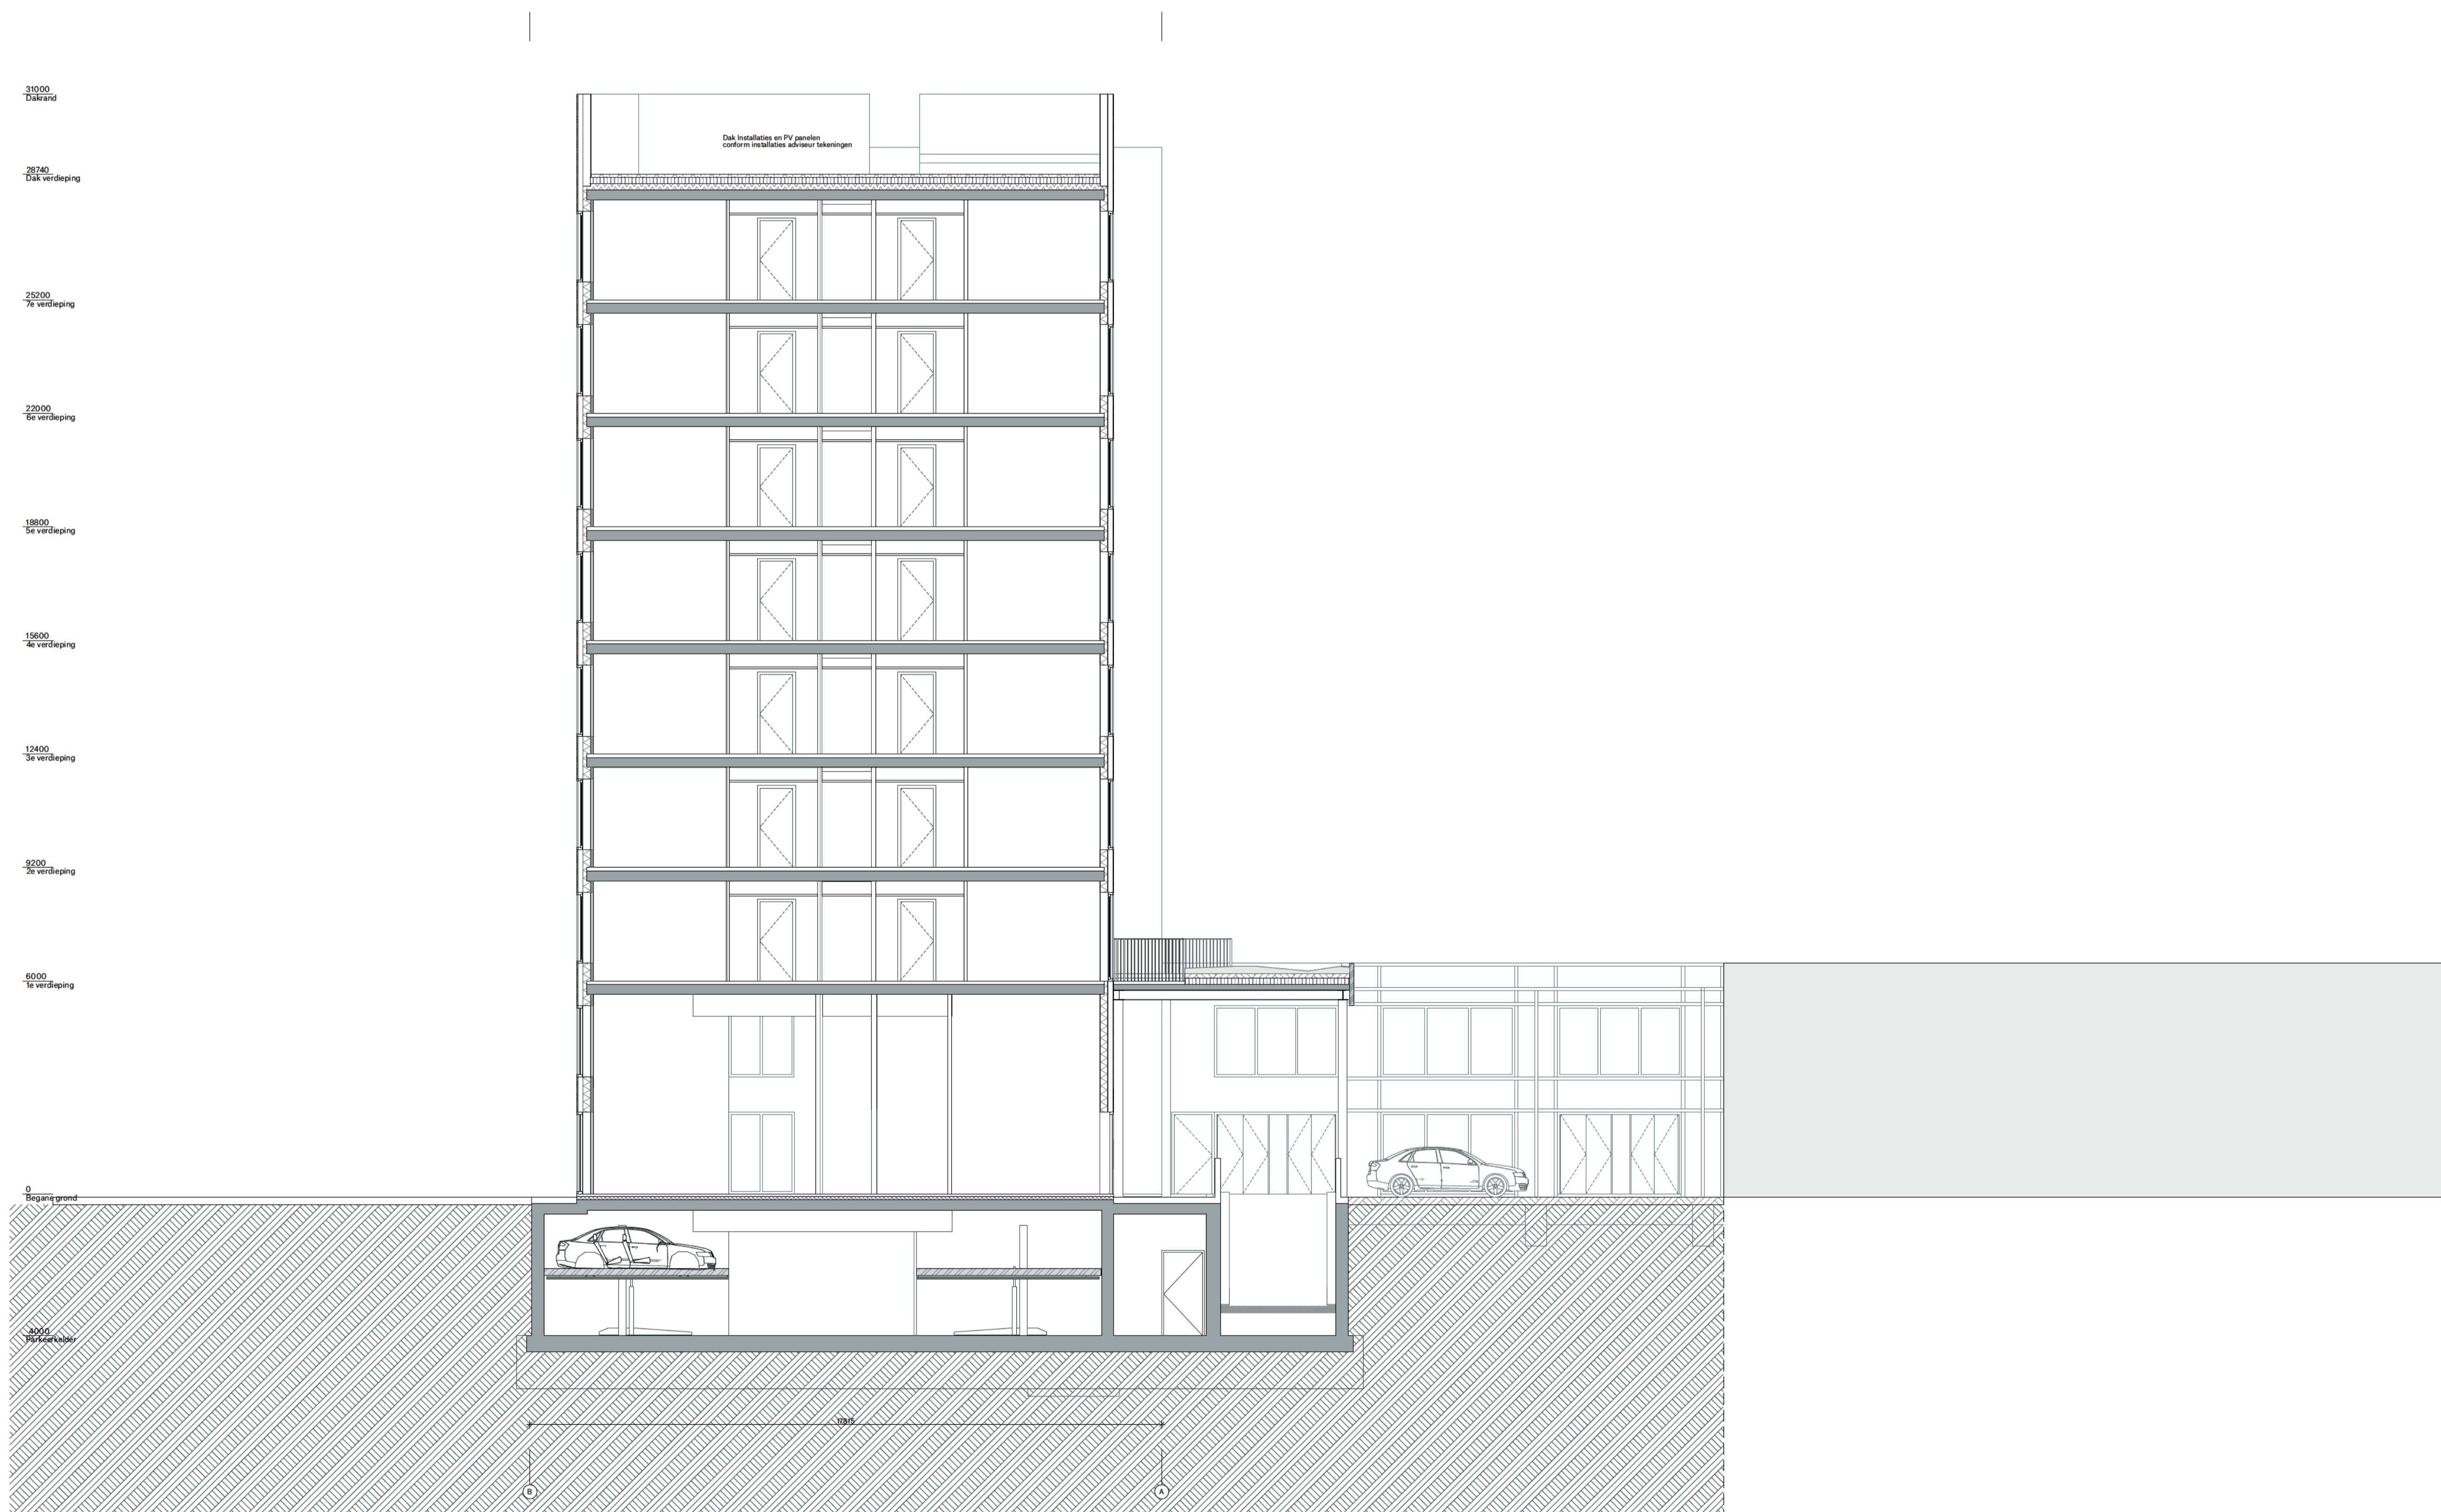 31000
Dakrand
Dak Installaties en PV panelen
conform installaties adviseur tekeningen
28740
Dak verdieping
25200
7e verdieping
22000
6e verdieping
18800
5e verdieping
15600
4e verdieping
12400
3e verdieping
9200
2e verdieping
6000
1e verdieping
0
Begane grond
-4000
Parkeerkelder
17815
B
A